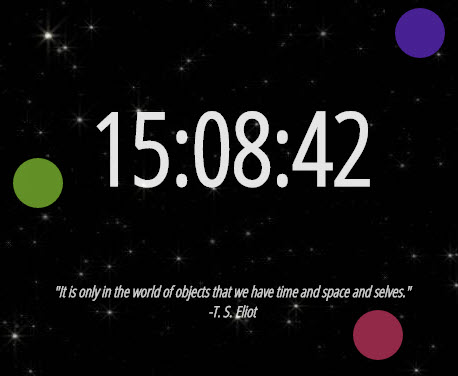 15:08:42
"It is only in the world of objects that we have time and space and selves."
-T. S. Eliot